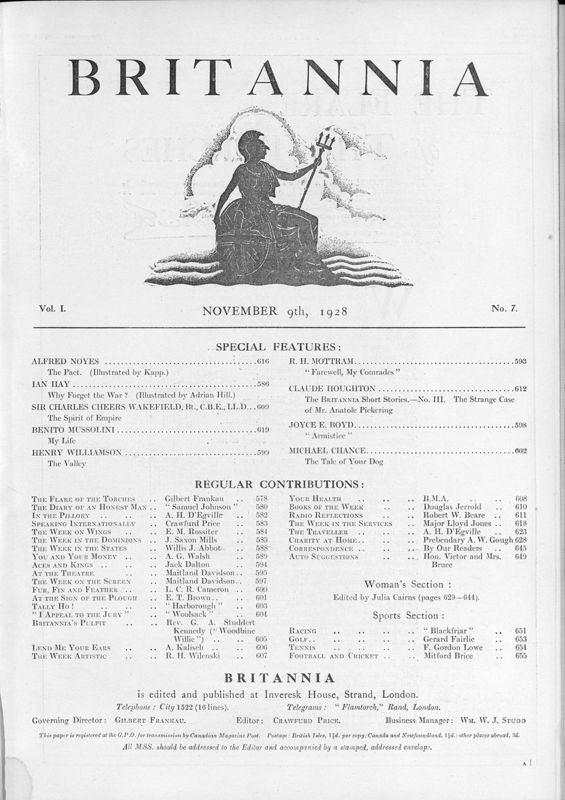 BRITANNIA
Vol. I.
NOVEMBER 9th, 1928
No. 7.
SPECIAL FEATURES:
ALFRED NOYES ... 616
The Pact. (Illustrated by Kapp.)
IAN HAY ... 586
Why Forget the War? (Illustrated by Adrian Hill.)
SIR CHARLES CHEERS WAKEFIELD, Bt., C.B.E., LL.D. ... 609
The Spirit of Empire
BENITO MUSSOLINI ... 619
My Life
HENRY WILLIAMSON ... 599
The Valley
R. H. MOTTRAM ... 593
"Farewell, My Comrades"
CLAUDE HOUGHTON ... 612
The BRITANNIA Short Stories.—No. III. The Strange Case
of Mr. Anatole Pickering
JOYCE E. BOYD ... 598
"Armistice"
MICHAEL CHANCE ... 602
The Tale of Your Dog
REGULAR CONTRIBUTIONS:
THE FLARE OF THE TORCHES .. Gilbert Frankau .. 578
THE DIARY OF AN HONEST MAN .. "Samuel Johnson" .. 580
IN THE PILLORY .. A. H. D'Egville .. 582
SPEAKING INTERNATIONALLY .. Crawfurd Price .. 583
THE WEEK ON WINGS .. E. M. Rossiter .. 584
THE WEEK IN THE DOMINIONS .. J. Saxon Mills .. 585
THE WEEK IN THE STATES .. Willis J. Abbot .. 588
YOU AND YOUR MONEY .. A. G. Walsh .. 589
ACES AND KINGS .. Jack Dalton .. 594
AT THE THEATRE .. Maitland Davidson .. 595
THE WEEK ON THE SCREEN .. Maitland Davidson .. 597
FUR, FIN AND FEATHER .. L. C. R. Cameron .. 600
AT THE SIGN OF THE PLOUGH .. E. T. Brown .. 601
TALLY HO! .. "Harborough" .. 603
"I APPEAL TO THE JURY" .. "Woolsack" .. 604
BRITANNIA'S PULPIT .. Rev. G. A. Studdert
Kennedy ("Woodbine
Willie") .. 605
LEND ME YOUR EARS .. A. Kalisch .. 606
THE WEEK ARTISTIC .. R. H. Wilenski .. 607
YOUR HEALTH .. B.M.A. .. 608
BOOKS OF THE WEEK .. Douglas Jerrold .. 610
RADIO REFLECTIONS .. Robert W. Beare .. 611
THE WEEK IN THE SERVICES .. Major Lloyd Jones .. 618
THE TRAVELLER .. A. H. D'Egville .. 623
CHARITY AT HOME .. Prebendary A. W. Gough 628
CORRESPONDENCE .. By Our Readers .. 645
AUTO SUGGESTIONS .. Hon. Victor and Mrs. 649
Bruce
Woman's Section:
Edited by Julia Cairns (pages 629—644).
Sports Section:
RACING .. "Blackfriar" .. 651
GOLF .. Gerard Fairlie .. 653
TENNIS .. F. Gordon Lowe .. 654
FOOTBALL AND CRICKET .. Mitford Brice .. 655
BRITANNIA
is edited and published at Inveresk House, Strand, London.
Telephone: City 1522 (16 lines). Telegrams: "Flamtorch," Rand, London.
Governing Director: GILBERT FRANKAU. Editor: CRAWFURD PRICE. Business Manager: WM. W. J. STUDD
This paper is registered at the G.P.O. for transmission by Canadian Magazine Post. Postage: British Isles, 1½d. per copy; Canada and Newfoundland, 1½d.; other places abroad, 3d.
All MSS. should be addressed to the Editor and accompanied by a stamped, addressed envelope.
A